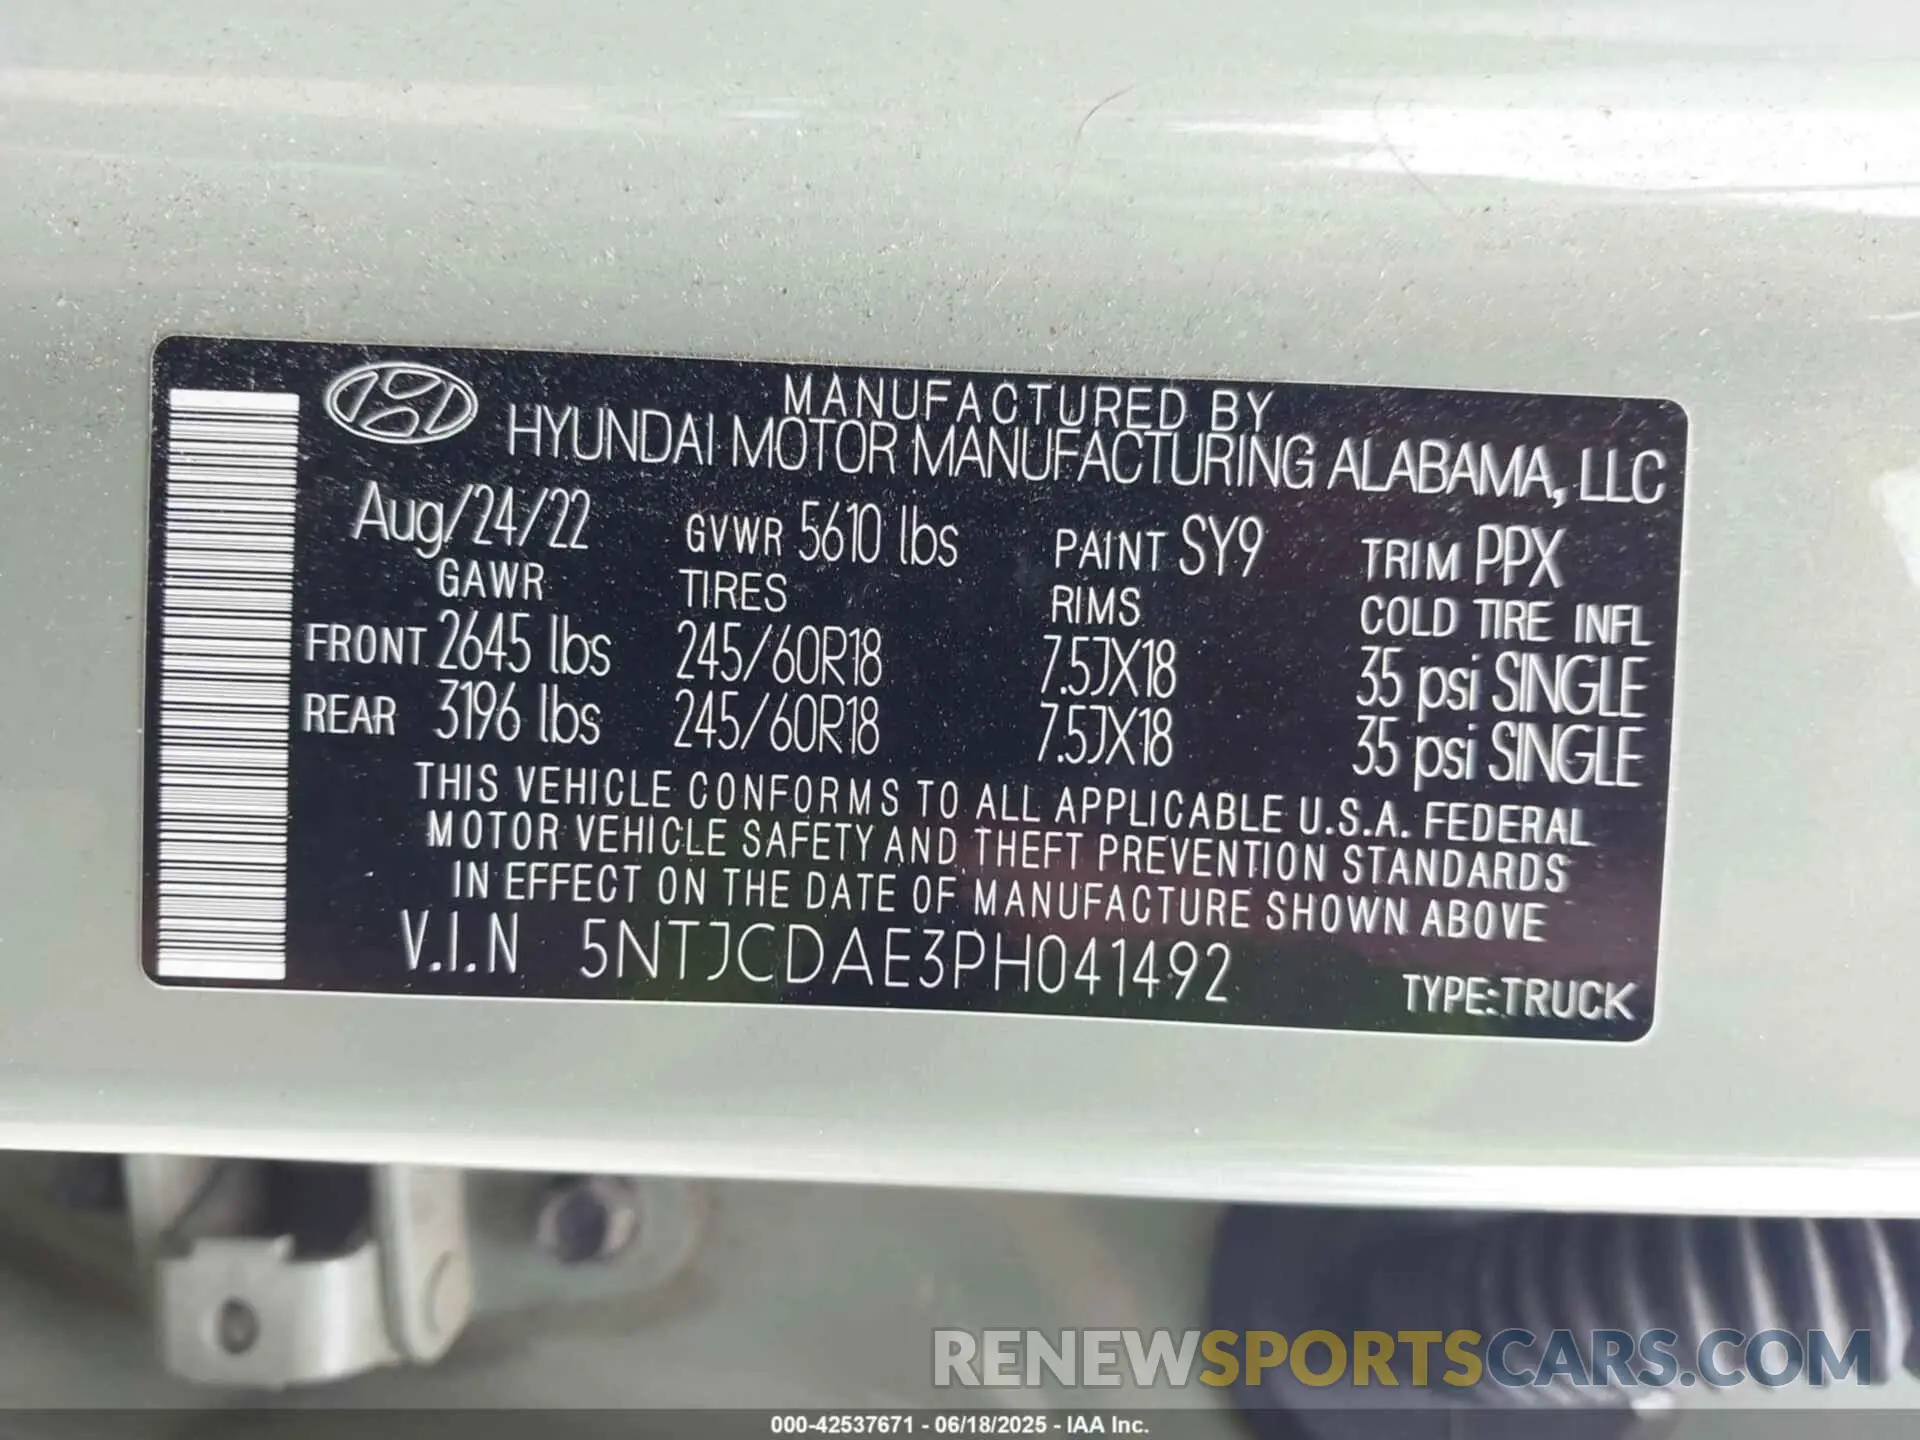 MANUFACTURED BY
HYUNDAI MOTOR MANUFACTURING ALABAMA, LLC
Aug/24/22 GVWR 5610 lbs PAINT SY9 TRIM PPX
GAWR TIRES RIMS COLD TIRE INFL
FRONT 2645 lbs 245/60R18 7.5JX18 35 psi SINGLE
REAR 3196 lbs 245/60R18 7.5JX18 35 psi SINGLE
THIS VEHICLE CONFORMS TO ALL APPLICABLE U.S.A. FEDERAL
MOTOR VEHICLE SAFETY AND THEFT PREVENTION STANDARDS
IN EFFECT ON THE DATE OF MANUFACTURE SHOWN ABOVE
V.I.N 5NTJCDAE3PH041492 TYPE:TRUCK
RENEWSPORTSCARS.COM
000-42537671 - 06/18/2025 - IAA Inc.